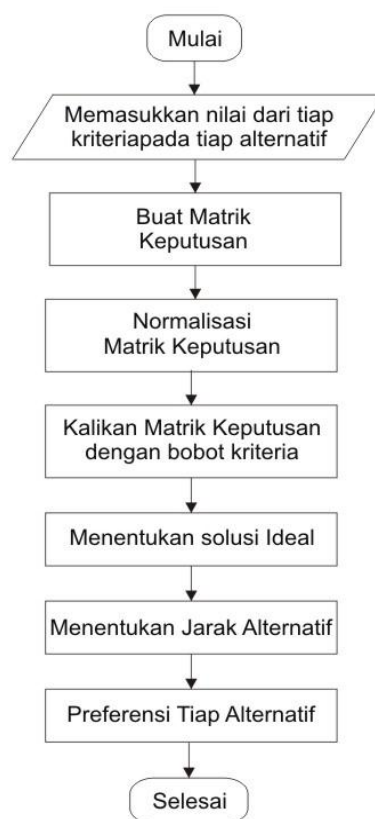 Mulai
Memasukkan nilai dari tiap
kriteriapada tiap alternatif
Buat Matrik
Keputusan
Normalisasi
Matrik Keputusan
Kalikan Matrik Keputusan
dengan bobot kriteria
Menentukan solusi Ideal
Menentukan Jarak Alternatif
Preferensi Tiap Alternatif
Selesai